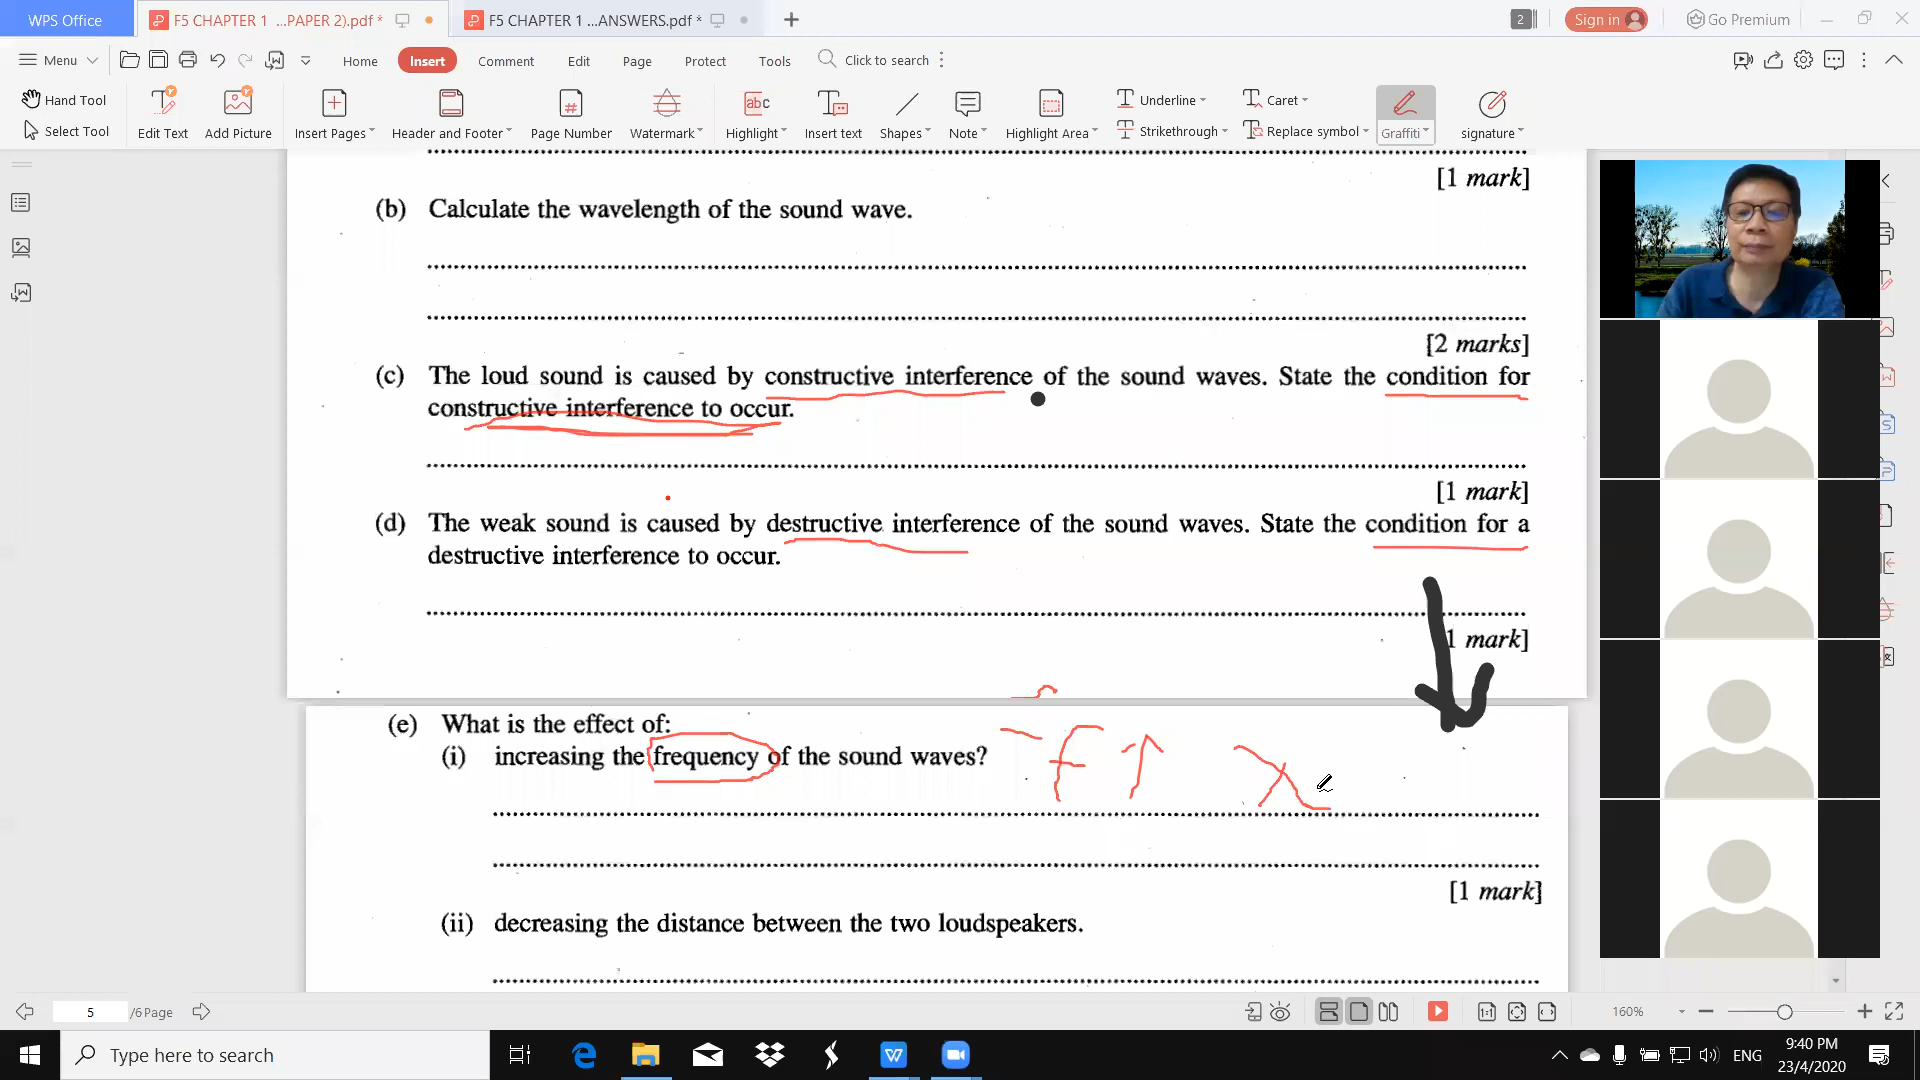 WPS Office
F5 CHAPTER 1 ...PAPER 2).pdf *
F5 CHAPTER 1 ...ANSWERS.pdf *
2
Sign in
Go Premium
Menu
Home
Insert
Comment
Edit
Page
Protect
Tools
Click to search
Hand Tool
Select Tool
Edit Text
Add Picture
Insert Pages
Header and Footer
Page Number
Watermark
Highlight
Insert text
Shapes
Note
Highlight Area
Underline
Strikethrough
Caret
Replace symbol
Graffiti
signature
[1 mark]
(b) Calculate the wavelength of the sound wave.
[2 marks]
(c) The loud sound is caused by constructive interference of the sound waves. State the condition for
constructive interference to occur.
[1 mark]
(d) The weak sound is caused by destructive interference of the sound waves. State the condition for a
destructive interference to occur.
1 mark]
(e) What is the effect of:
(i) increasing the frequency of the sound waves?
f ↑ λ
[1 mark]
(ii) decreasing the distance between the two loudspeakers.
5 /6 Page
160%
Type here to search
ENG
9:40 PM
23/4/2020